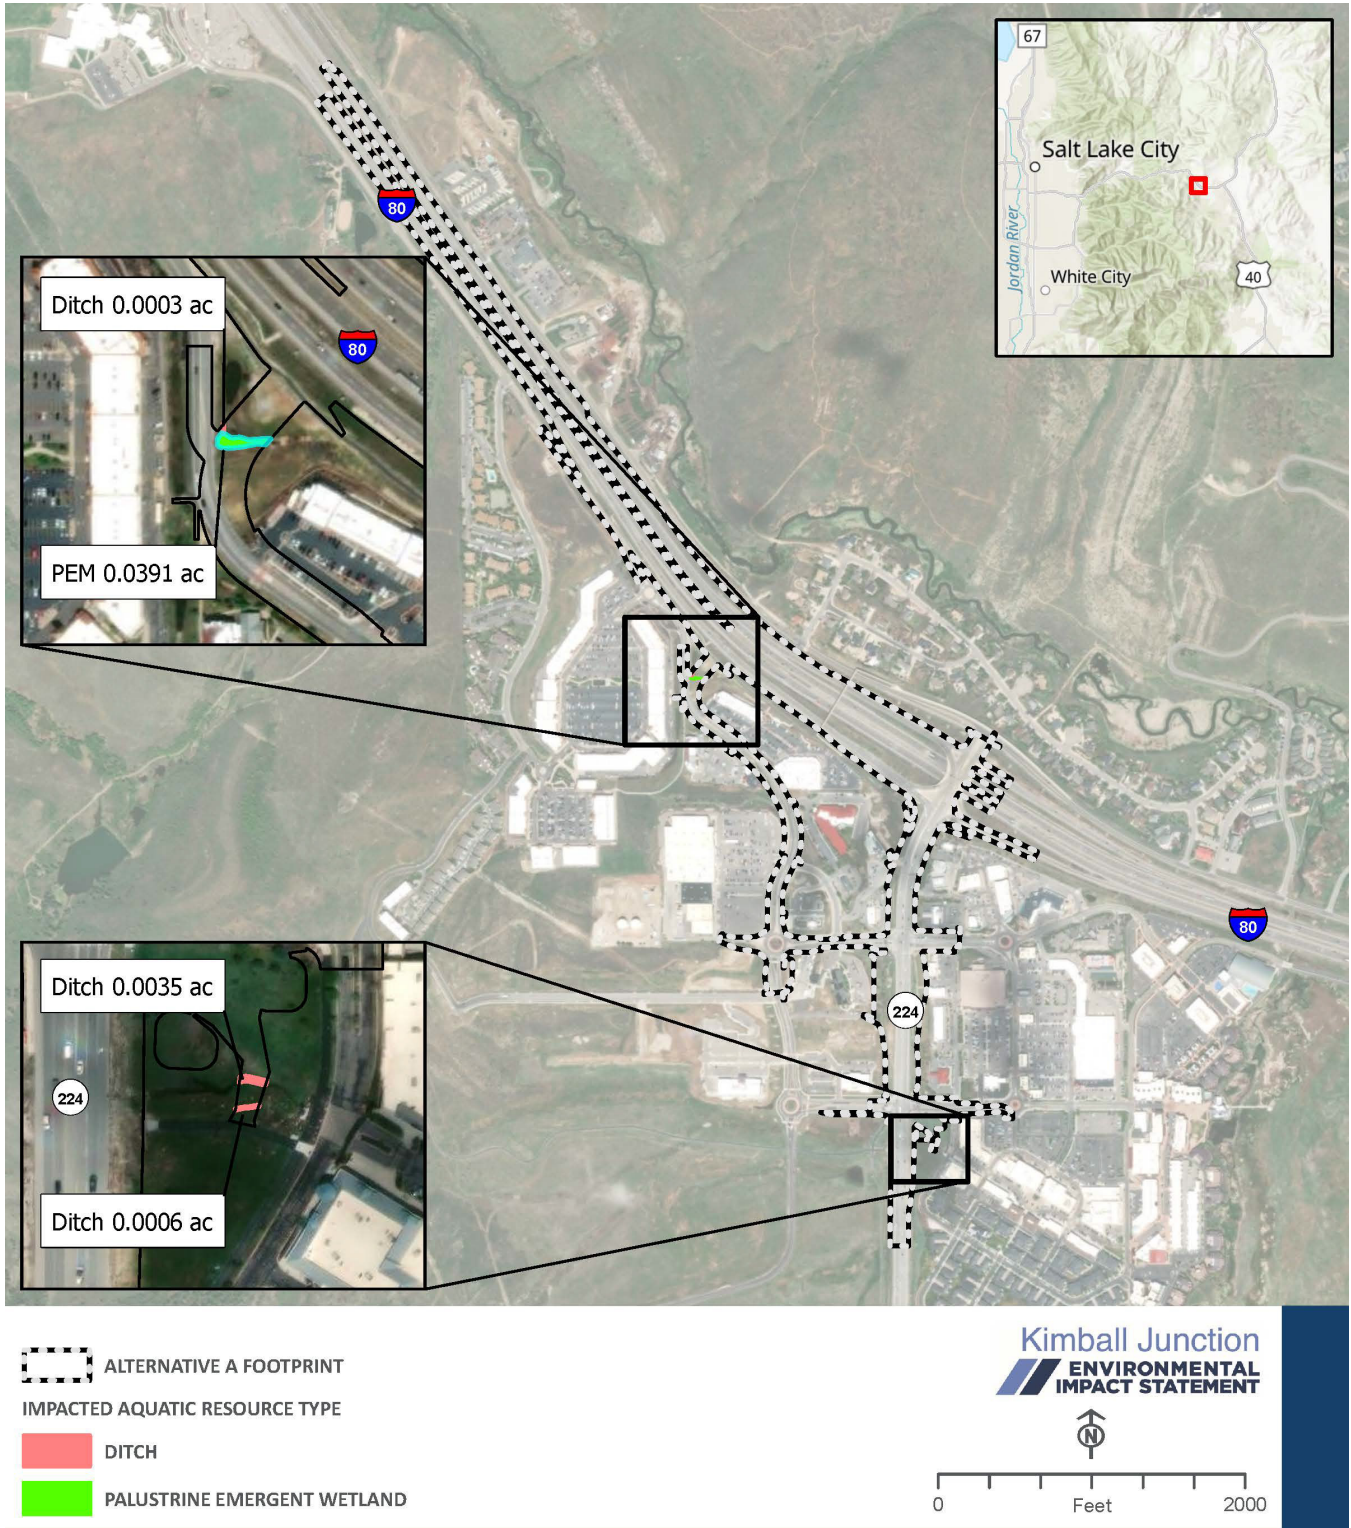 67
Salt Lake City
Jordan River
White City
40
80
Ditch 0.0003 ac
80
PEM 0.0391 ac
80
Ditch 0.0035 ac
224
224
Ditch 0.0006 ac
ALTERNATIVE A FOOTPRINT
IMPACTED AQUATIC RESOURCE TYPE
DITCH
PALUSTRINE EMERGENT WETLAND
Kimball Junction
ENVIRONMENTAL
IMPACT STATEMENT
N
0 Feet 2000